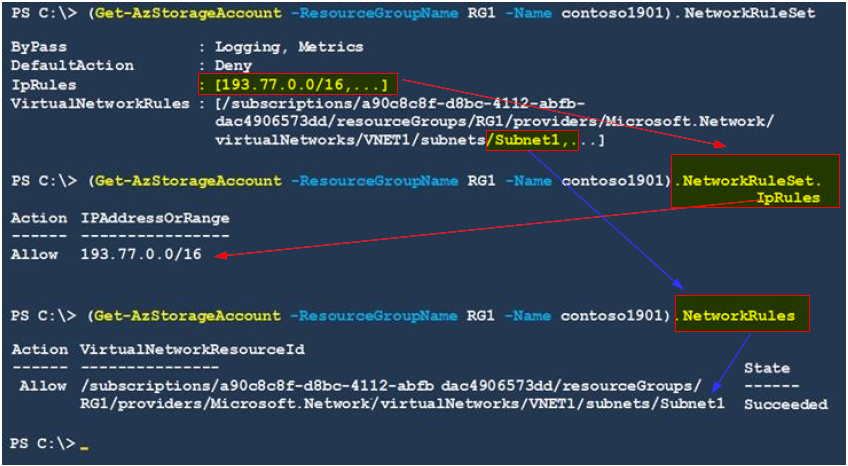 PS C:\> (Get-AzStorageAccount -ResourceGroupName RG1 -Name contoso1901).NetworkRuleSet
ByPass : Logging, Metrics
DefaultAction : Deny
IpRules : [193.77.0.0/16,...]
VirtualNetworkRules : [/subscriptions/a90c8c8f-d8bc-4112-abfb-
dac4906573dd/resourceGroups/RG1/providers/Microsoft.Network/
virtualNetworks/VNET1/subnets/Subnet1,...]
PS C:\> (Get-AzStorageAccount -ResourceGroupName RG1 -Name contoso1901).NetworkRuleSet.
IpRules
Action IPAddressOrRange
------ ----------------
Allow 193.77.0.0/16
PS C:\> (Get-AzStorageAccount -ResourceGroupName RG1 -Name contoso1901).NetworkRules
Action VirtualNetworkResourceId
------ ---------------
State
Allow /subscriptions/a90c8c8f-d8bc-4112-abfb dac4906573dd/resourceGroups/ ------
RG1/providers/Microsoft.Network/virtualNetworks/VNET1/subnets/Subnet1 Succeeded
PS C:\>_